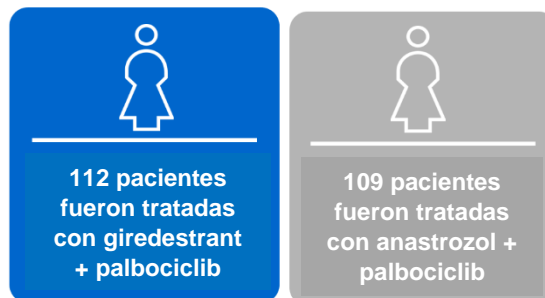 112 pacientes
fueron tratadas
con giredestrant
+ palbociclib
109 pacientes
fueron tratadas
con anastrozol +
palbociclib